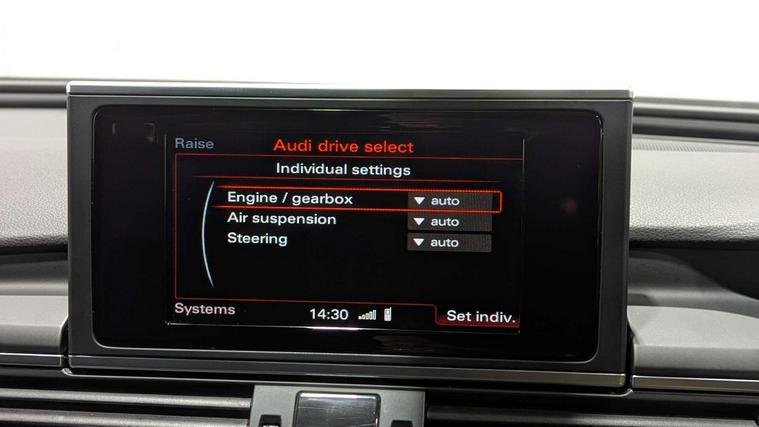 Raise
Audi drive select
Individual settings
Engine / gearbox auto
Air suspension auto
Steering auto
Systems
14:30
Set indiv.